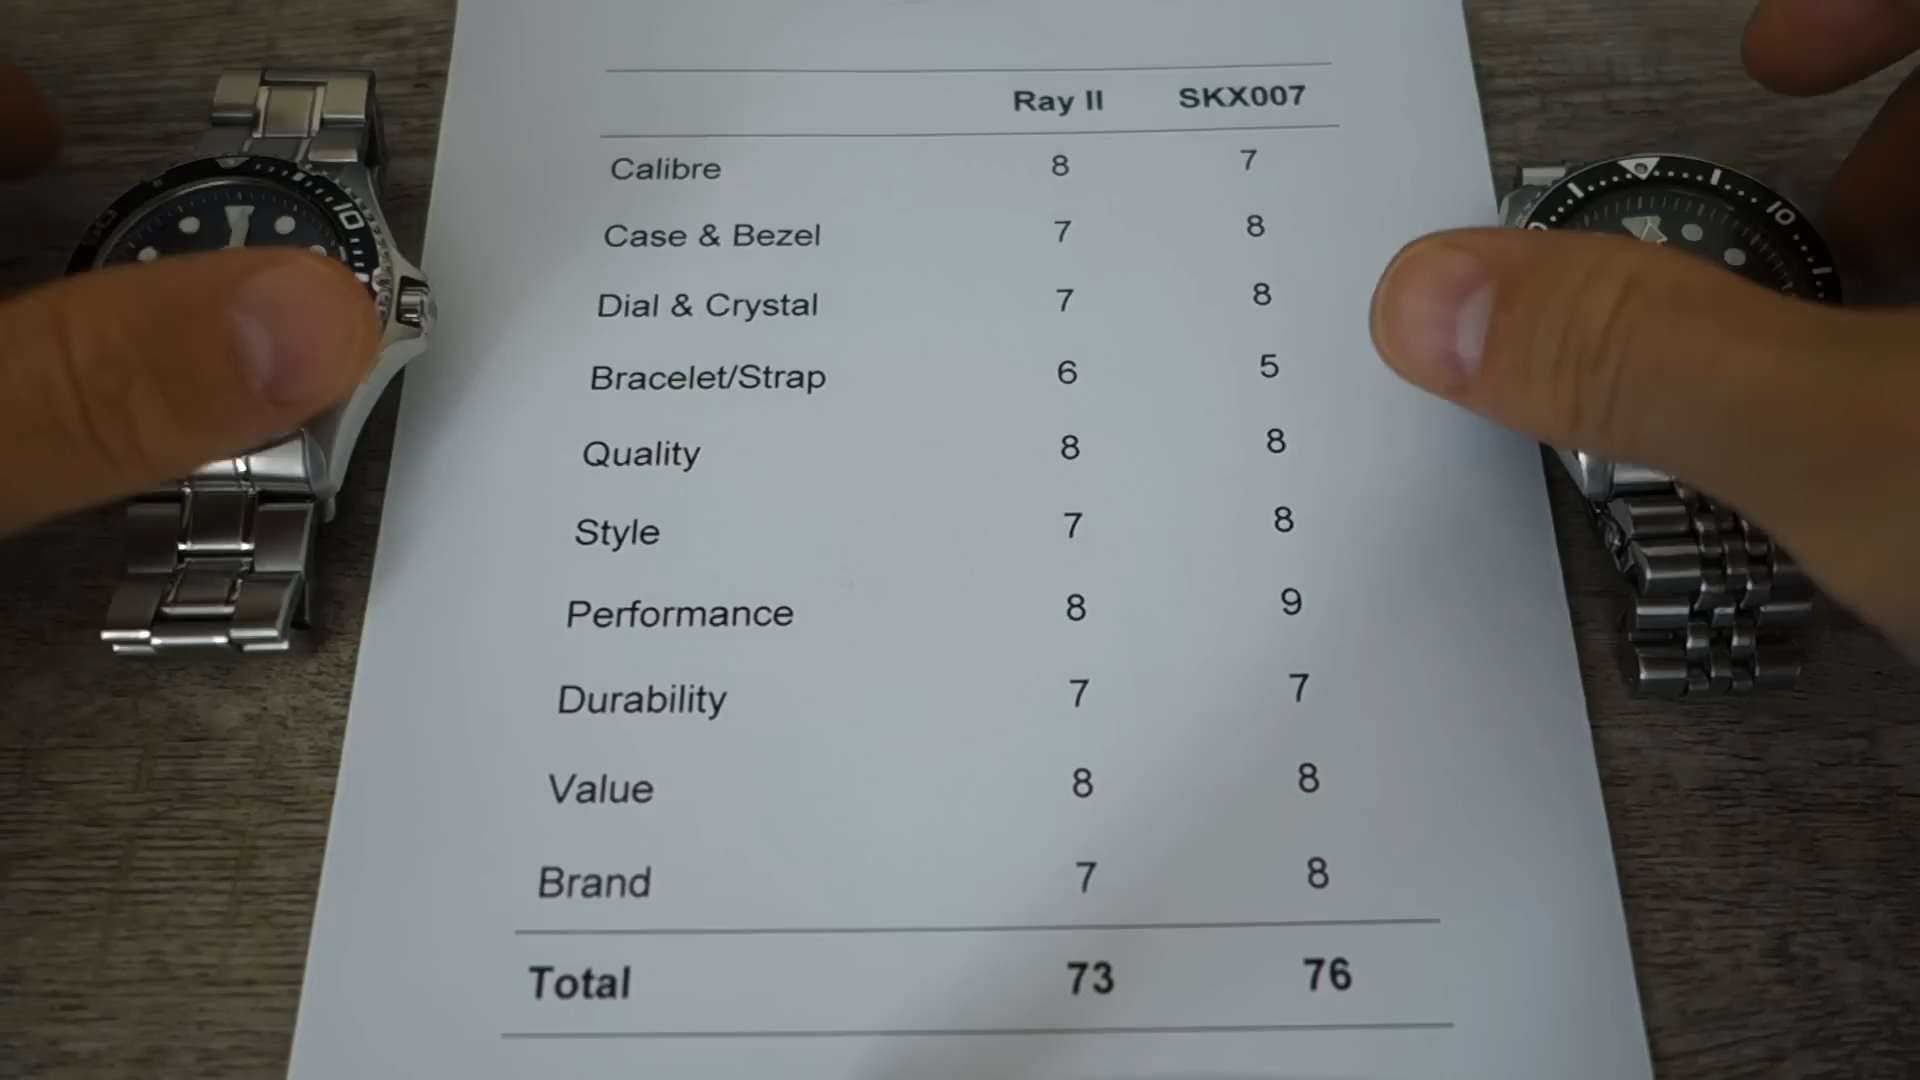 Ray II SKX007
Calibre 8 7
Case & Bezel 7 8
Dial & Crystal 7 8
Bracelet/Strap 6 5
Quality 8 8
Style 7 8
Performance 8 9
Durability 7 7
Value 8 8
Brand 7 8
Total 73 76
10
10